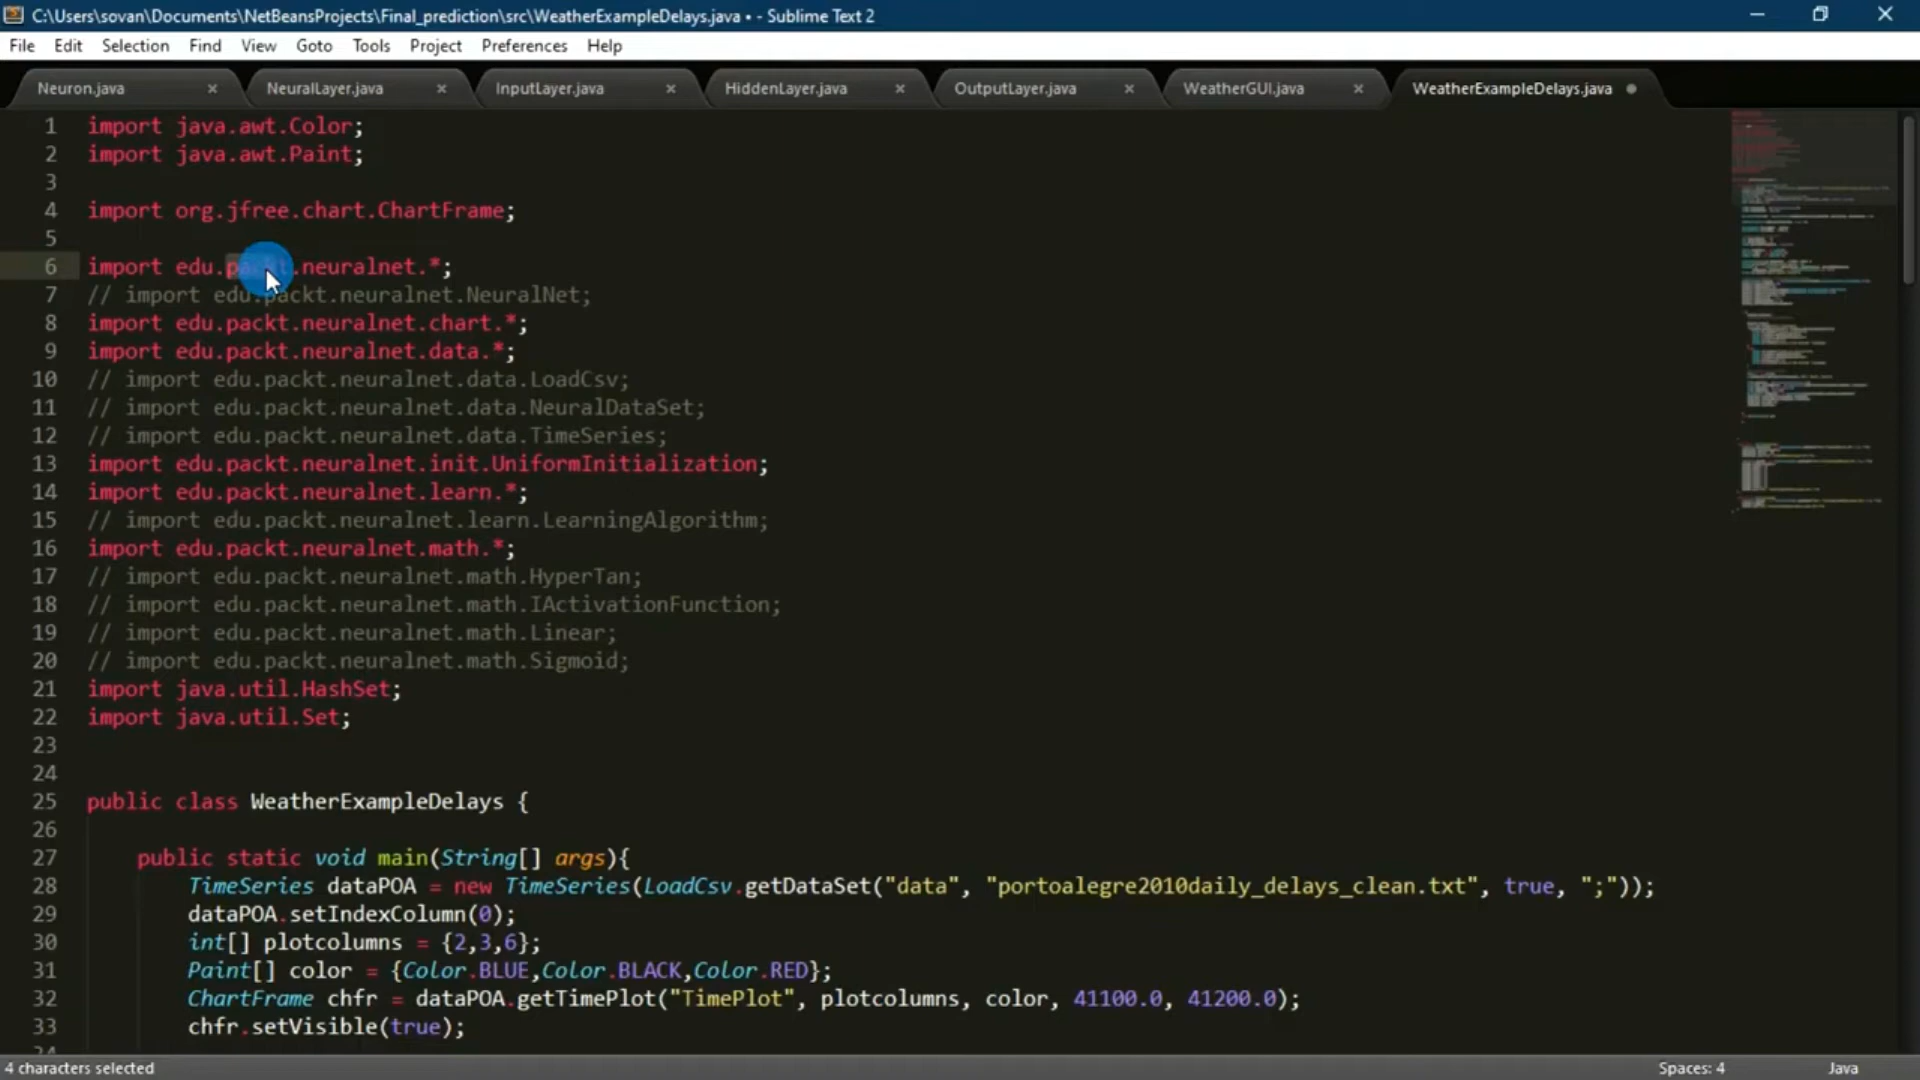 C:\Users\sovan\Documents\NetBeansProjects\Final_prediction\src\WeatherExampleDelays.java • - Sublime Text 2
File Edit Selection Find View Goto Tools Project Preferences Help
Neuron.java × NeuralLayer.java × InputLayer.java × HiddenLayer.java × OutputLayer.java × WeatherGUI.java × WeatherExampleDelays.java
1 import java.awt.Color;
2 import java.awt.Paint;
3
4 import org.jfree.chart.ChartFrame;
5
6 import edu.packt.neuralnet.*;
7 // import edu.packt.neuralnet.NeuralNet;
8 import edu.packt.neuralnet.chart.*;
9 import edu.packt.neuralnet.data.*;
10 // import edu.packt.neuralnet.data.LoadCsv;
11 // import edu.packt.neuralnet.data.NeuralDataSet;
12 // import edu.packt.neuralnet.data.TimeSeries;
13 import edu.packt.neuralnet.init.UniformInitialization;
14 import edu.packt.neuralnet.learn.*;
15 // import edu.packt.neuralnet.learn.LearningAlgorithm;
16 import edu.packt.neuralnet.math.*;
17 // import edu.packt.neuralnet.math.HyperTan;
18 // import edu.packt.neuralnet.math.IActivationFunction;
19 // import edu.packt.neuralnet.math.Linear;
20 // import edu.packt.neuralnet.math.Sigmoid;
21 import java.util.HashSet;
22 import java.util.Set;
23
24
25 public class WeatherExampleDelays {
26
27 public static void main(String[] args){
28 TimeSeries dataPOA = new TimeSeries(LoadCsv.getDataSet("data", "portoalegre2010daily_delays_clean.txt", true, ";"));
29 dataPOA.setIndexColumn(0);
30 int[] plotcolumns = {2,3,6};
31 Paint[] color = {Color.BLUE,Color.BLACK,Color.RED};
32 ChartFrame chfr = dataPOA.getTimePlot("TimePlot", plotcolumns, color, 41100.0, 41200.0);
33 chfr.setVisible(true);
34
4 characters selected Spaces: 4 Java